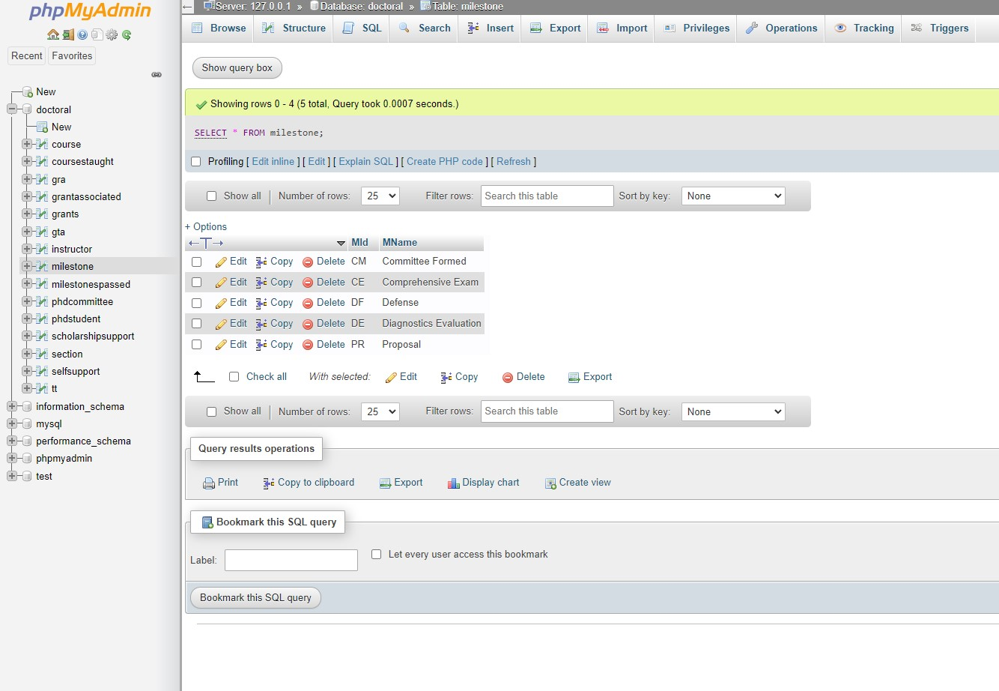 phpMyAdmin
Recent Favorites
New
doctoral
New
course
coursestaught
gra
grantassociated
grants
gta
instructor
milestone
milestonespassed
phdcommittee
phdstudent
scholarshipsupport
section
selfsupport
tt
information_schema
mysql
performance_schema
phpmyadmin
test
Server: 127.0.0.1 » Database: doctoral » Table: milestone
Browse Structure SQL Search Insert Export Import Privileges Operations Tracking Triggers
Show query box
Showing rows 0 - 4 (5 total, Query took 0.0007 seconds.)
SELECT * FROM milestone;
Profiling [ Edit inline ] [ Edit ] [ Explain SQL ] [ Create PHP code ] [ Refresh ]
Show all Number of rows: 25 Filter rows: Search this table Sort by key: None
+ Options
←T→ MId MName
Edit Copy Delete CM Committee Formed
Edit Copy Delete CE Comprehensive Exam
Edit Copy Delete DF Defense
Edit Copy Delete DE Diagnostics Evaluation
Edit Copy Delete PR Proposal
Check all With selected: Edit Copy Delete Export
Show all Number of rows: 25 Filter rows: Search this table Sort by key: None
Query results operations
Print Copy to clipboard Export Display chart Create view
Bookmark this SQL query
Label: Let every user access this bookmark
Bookmark this SQL query